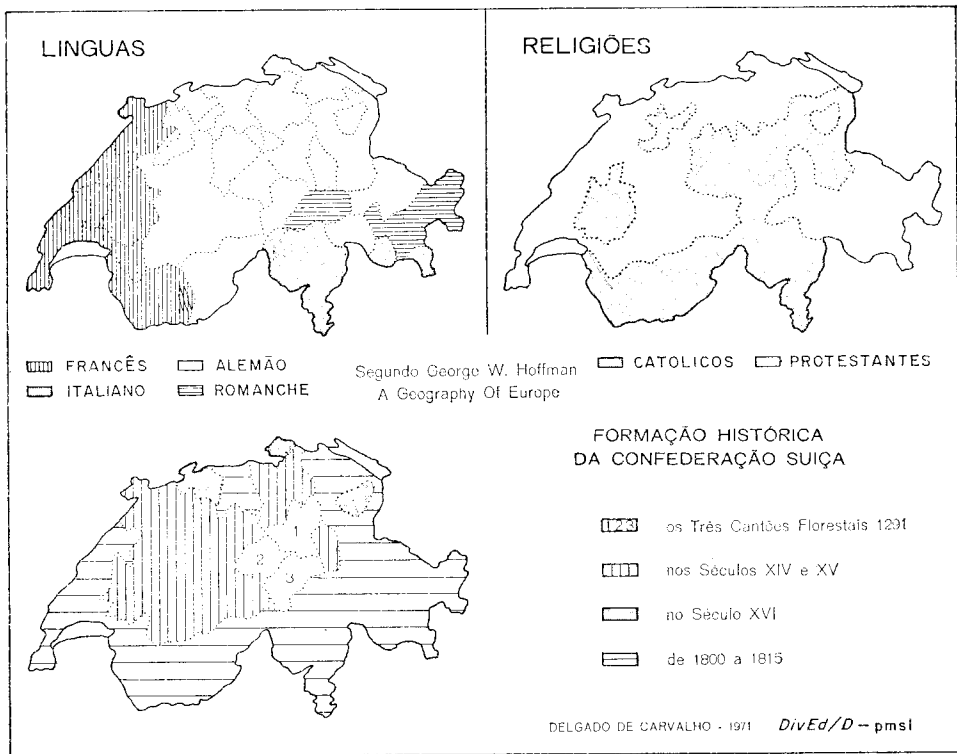 LINGUAS
RELIGIÕES
FRANCÊS
ALEMÃO
ITALIANO
ROMANCHE
Segundo George W. Hoffman
A Geography Of Europe
CATOLICOS
PROTESTANTES
FORMAÇÃO HISTÓRICA
DA CONFEDERAÇÃO SUIÇA
1
2
3
123 os Três Cantões Florestais 1291
nos Séculos XIV e XV
no Século XVI
de 1800 a 1815
DELGADO DE CARVALHO - 1971 DivEd/D - pmsl